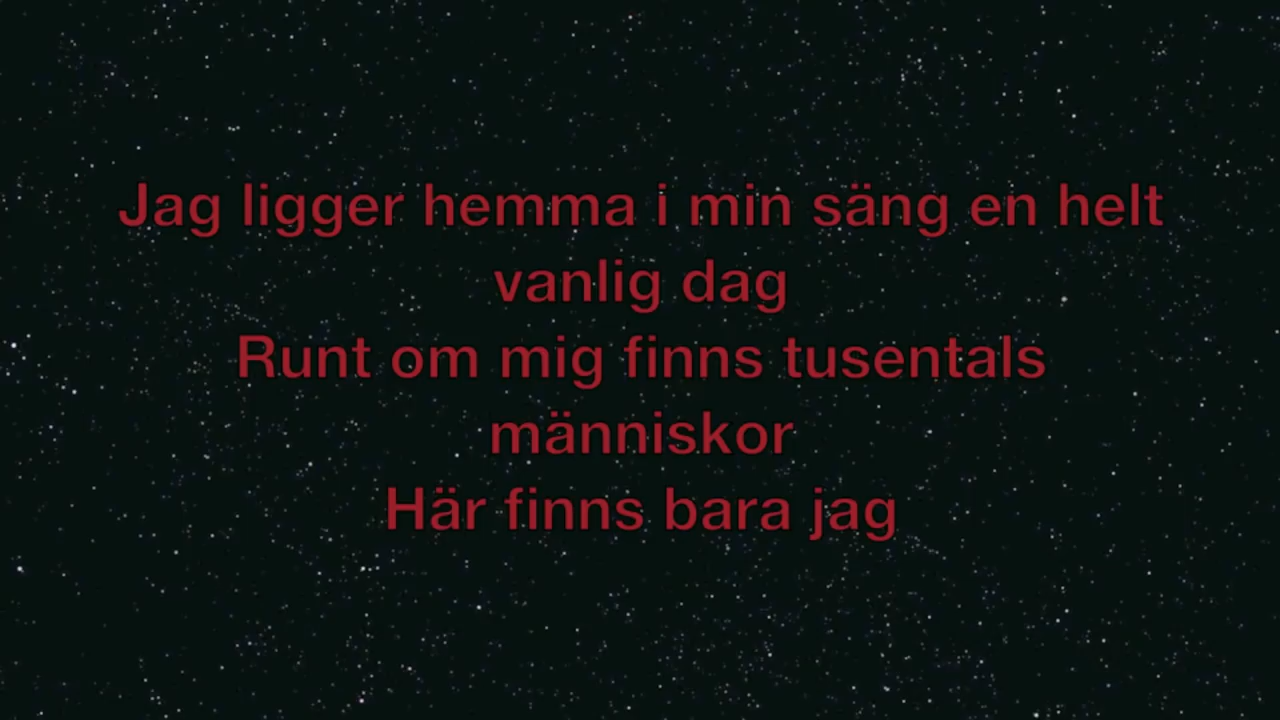 Jag ligger hemma i min säng en helt
vanlig dag
Runt om mig finns tusentals
människor
Här finns bara jag